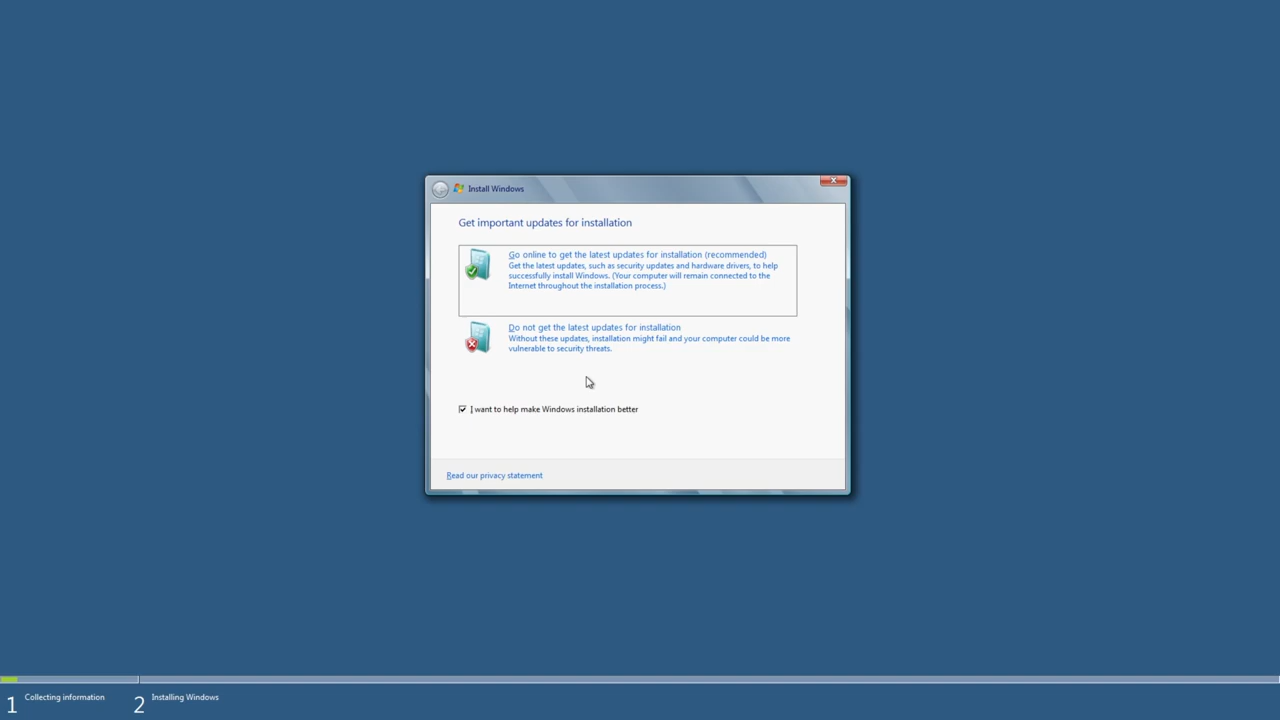 Install Windows
Get important updates for installation
Go online to get the latest updates for installation (recommended)
Get the latest updates, such as security updates and hardware drivers, to help
successfully install Windows. (Your computer will remain connected to the
Internet throughout the installation process.)
Do not get the latest updates for installation
Without these updates, installation might fail and your computer could be more
vulnerable to security threats.
I want to help make Windows installation better
Read our privacy statement
1 Collecting information
2 Installing Windows